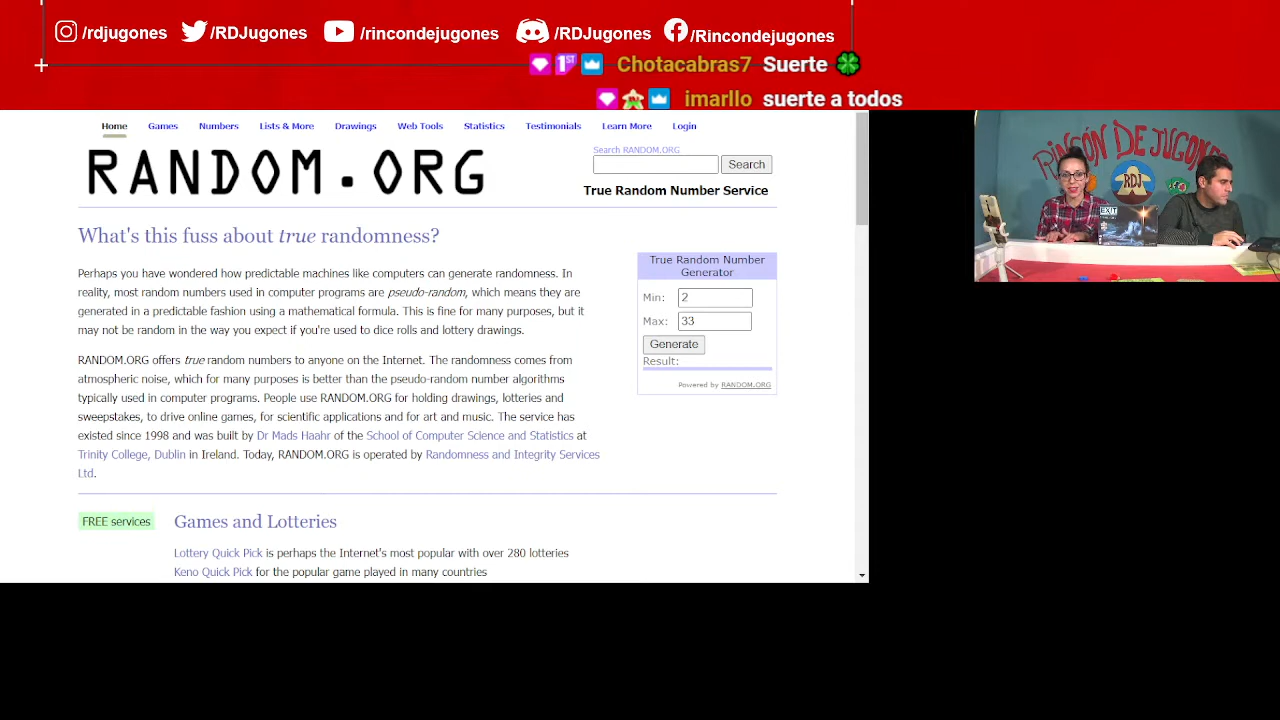 /rdjugones /RDJugones /rincondejugones /RDJugones /Rincondejugones
1ST Chotacabras7 Suerte
imarllo suerte a todos
Home Games Numbers Lists & More Drawings Web Tools Statistics Testimonials Learn More Login
RANDOM.ORG
Search RANDOM.ORG
Search
True Random Number Service
What's this fuss about true randomness?
Perhaps you have wondered how predictable machines like computers can generate randomness. In
reality, most random numbers used in computer programs are pseudo-random, which means they are
generated in a predictable fashion using a mathematical formula. This is fine for many purposes, but it
may not be random in the way you expect if you're used to dice rolls and lottery drawings.
RANDOM.ORG offers true random numbers to anyone on the Internet. The randomness comes from
atmospheric noise, which for many purposes is better than the pseudo-random number algorithms
typically used in computer programs. People use RANDOM.ORG for holding drawings, lotteries and
sweepstakes, to drive online games, for scientific applications and for art and music. The service has
existed since 1998 and was built by Dr Mads Haahr of the School of Computer Science and Statistics at
Trinity College, Dublin in Ireland. Today, RANDOM.ORG is operated by Randomness and Integrity Services
Ltd.
True Random Number
Generator
Min: 2
Max: 33
Generate
Result:
Powered by RANDOM.ORG
FREE services
Games and Lotteries
Lottery Quick Pick is perhaps the Internet's most popular with over 280 lotteries
Keno Quick Pick for the popular game played in many countries
RINCÓN DE JUGONES
RDJ
EXIT